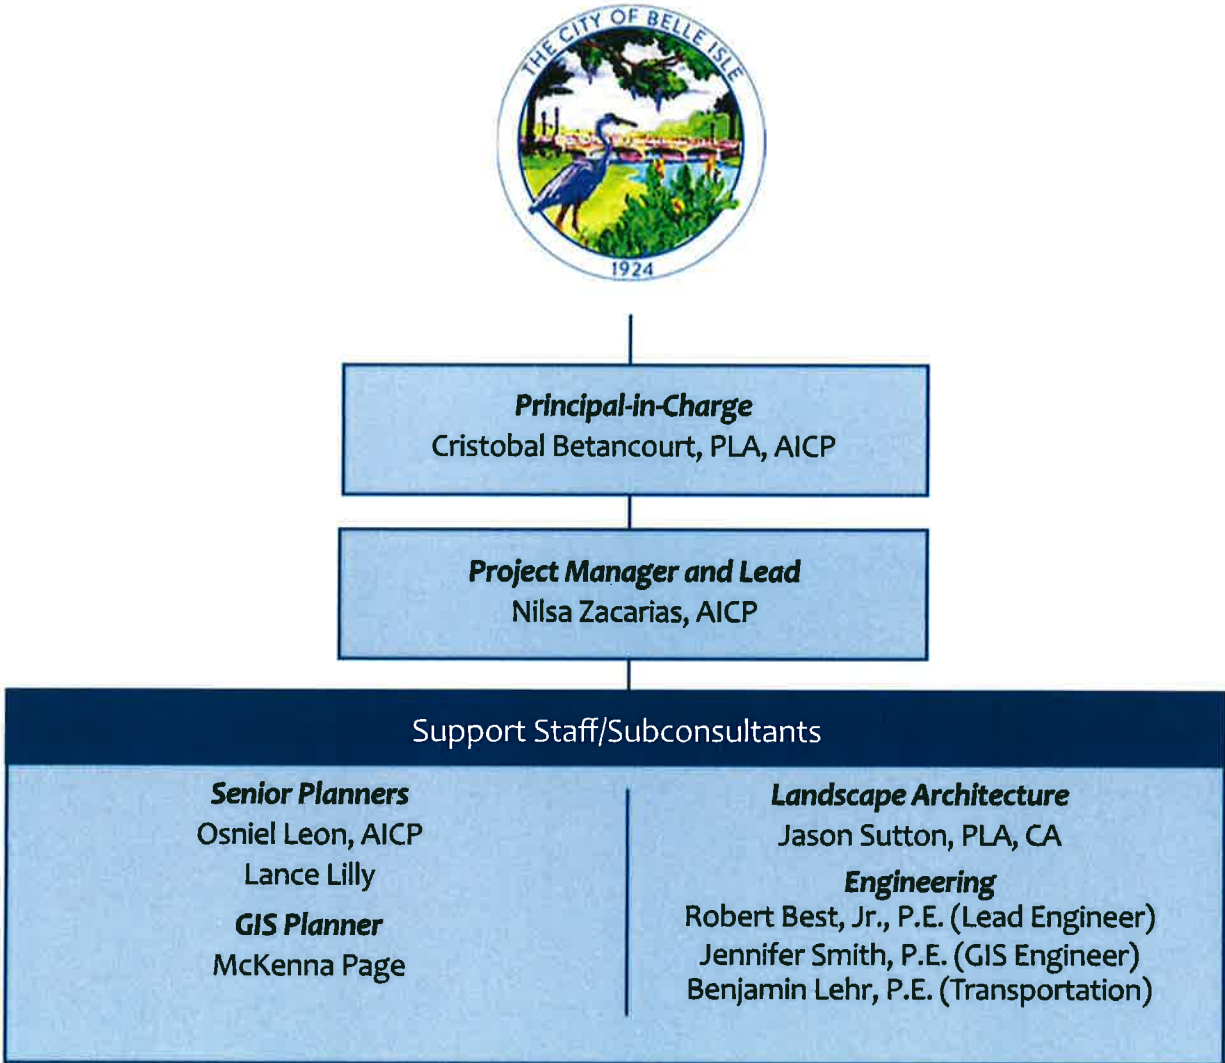 THE CITY OF BELLE ISLE
1924
Principal-in-Charge
Cristobal Betancourt, PLA, AICP
Project Manager and Lead
Nilsa Zacarias, AICP
Support Staff/Subconsultants
Senior Planners
Osniel Leon, AICP
Lance Lilly
GIS Planner
McKenna Page
Landscape Architecture
Jason Sutton, PLA, CA
Engineering
Robert Best, Jr., P.E. (Lead Engineer)
Jennifer Smith, P.E. (GIS Engineer)
Benjamin Lehr, P.E. (Transportation)